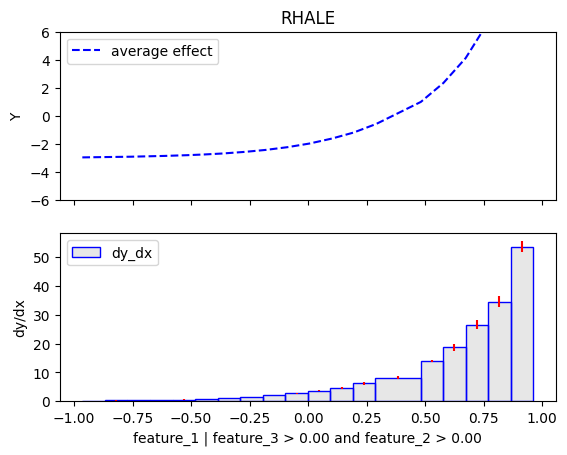 RHALE
average effect
Y
6
4
2
0
−2
−4
−6
dy_dx
dy/dx
50
40
30
20
10
0
−1.00 −0.75 −0.50 −0.25 0.00 0.25 0.50 0.75 1.00
feature_1 | feature_3 > 0.00 and feature_2 > 0.00